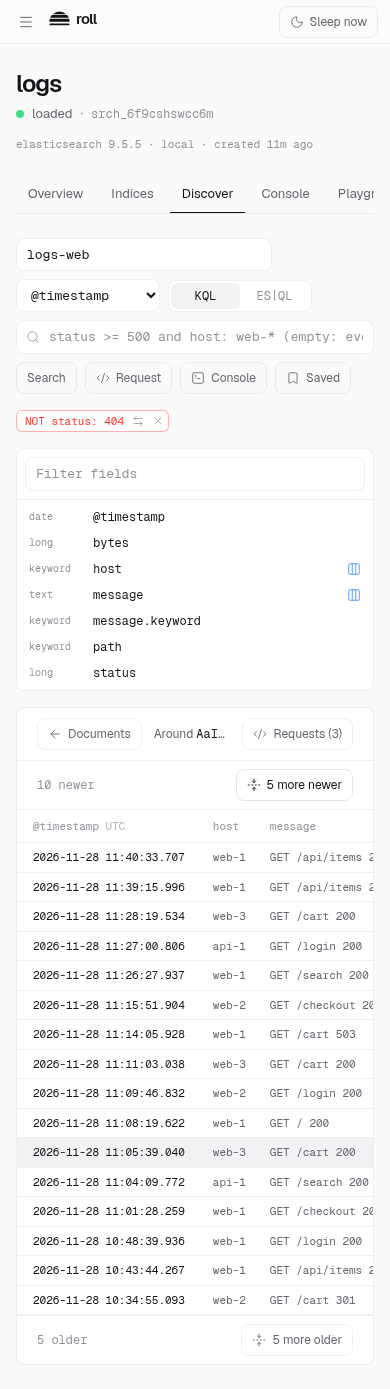 roll
Sleep now
logs
loaded · srch_6f9cshswcc6m
elasticsearch 9.5.5 · local · created 11m ago
Overview Indices Discover Console Playgr
logs-web
@timestamp KQL ES|QL
status >= 500 and host: web-* (empty: eve
Search Request Console Saved
NOT status: 404
Filter fields
date @timestamp
long bytes
keyword host
text message
keyword message.keyword
keyword path
long status
Documents Around AaI… Requests (3)
10 newer 5 more newer
@timestamp UTC host message
2026-11-28 11:40:33.707 web-1 GET /api/items 2
2026-11-28 11:39:15.996 web-1 GET /api/items 2
2026-11-28 11:28:19.534 web-3 GET /cart 200
2026-11-28 11:27:00.806 api-1 GET /login 200
2026-11-28 11:26:27.937 web-1 GET /search 200
2026-11-28 11:15:51.904 web-2 GET /checkout 20
2026-11-28 11:14:05.928 web-1 GET /cart 503
2026-11-28 11:11:03.038 web-3 GET /cart 200
2026-11-28 11:09:46.832 web-2 GET /login 200
2026-11-28 11:08:19.622 web-1 GET / 200
2026-11-28 11:05:39.040 web-3 GET /cart 200
2026-11-28 11:04:09.772 api-1 GET /search 200
2026-11-28 11:01:28.259 web-1 GET /checkout 20
2026-11-28 10:48:39.936 web-1 GET /login 200
2026-11-28 10:43:44.267 web-1 GET /api/items 2
2026-11-28 10:34:55.093 web-2 GET /cart 301
5 older 5 more older